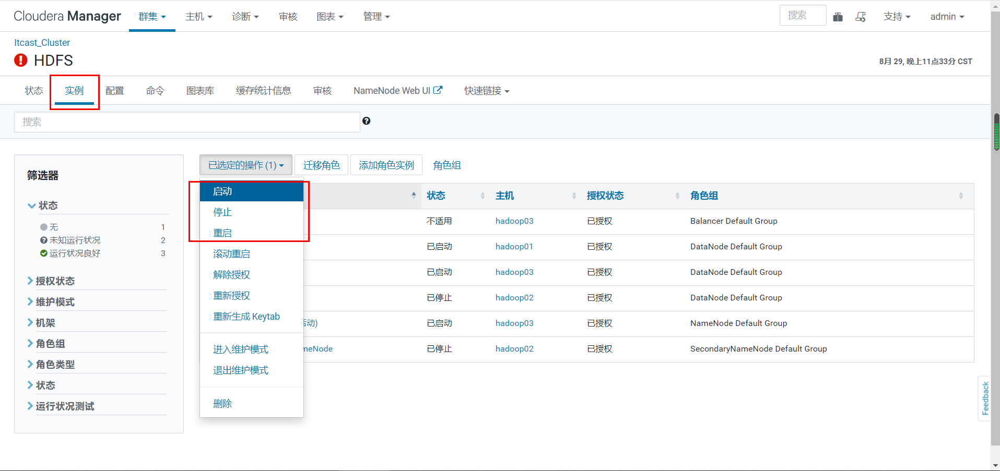 Cloudera Manager 群集 主机 诊断 审核 图表 管理 搜索 支持 admin
Itcast_Cluster
HDFS
8月 29, 晚上11点33分 CST
状态 实例 配置 命令 图表库 缓存统计信息 审核 NameNode Web UI 快速链接
搜索
筛选器
状态
无 1
未知运行状况 2
运行状况良好 3
授权状态
维护模式
机架
角色组
角色类型
状态
运行状况测试
已选定的操作 (1) 迁移角色 添加角色实例 角色组
启动
停止
重启
滚动重启
解除授权
重新授权
重新生成 Keytab
进入维护模式
退出维护模式
删除
状态 主机 授权状态 角色组
不适用 hadoop03 已授权 Balancer Default Group
已启动 hadoop01 已授权 DataNode Default Group
已启动 hadoop03 已授权 DataNode Default Group
已停止 hadoop02 已授权 DataNode Default Group
动) 已启动 hadoop03 已授权 NameNode Default Group
meNode 已停止 hadoop02 已授权 SecondaryNameNode Default Group
Feedback